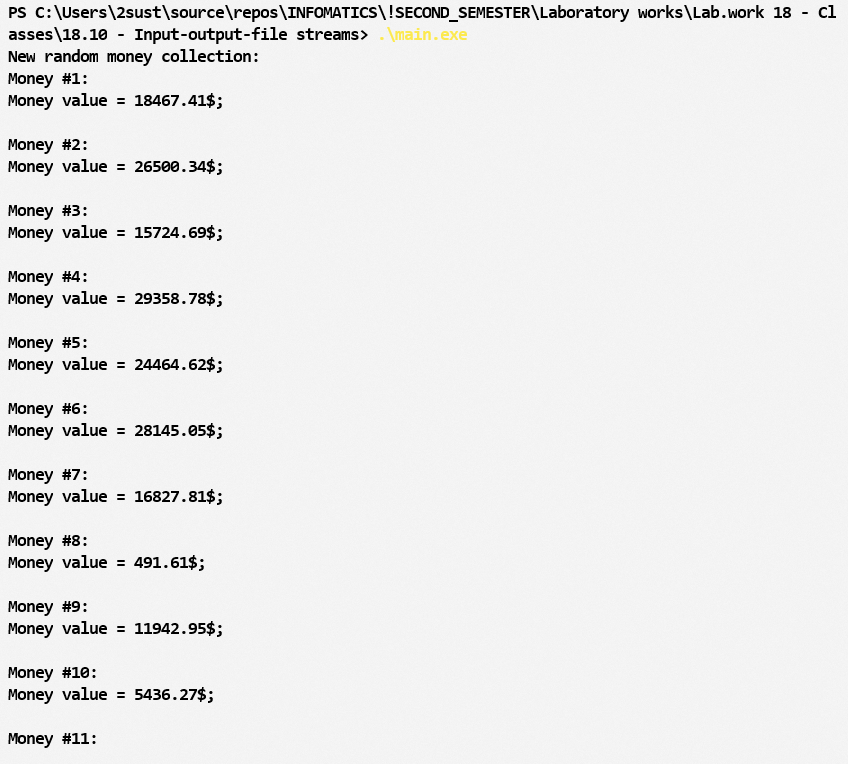 PS C:\Users\2sust\source\repos\INFOMATICS\!SECOND_SEMESTER\Laboratory works\Lab.work 18 - Cl
asses\18.10 - Input-output-file streams> .\main.exe
New random money collection:
Money #1:
Money value = 18467.41$;
Money #2:
Money value = 26500.34$;
Money #3:
Money value = 15724.69$;
Money #4:
Money value = 29358.78$;
Money #5:
Money value = 24464.62$;
Money #6:
Money value = 28145.05$;
Money #7:
Money value = 16827.81$;
Money #8:
Money value = 491.61$;
Money #9:
Money value = 11942.95$;
Money #10:
Money value = 5436.27$;
Money #11: